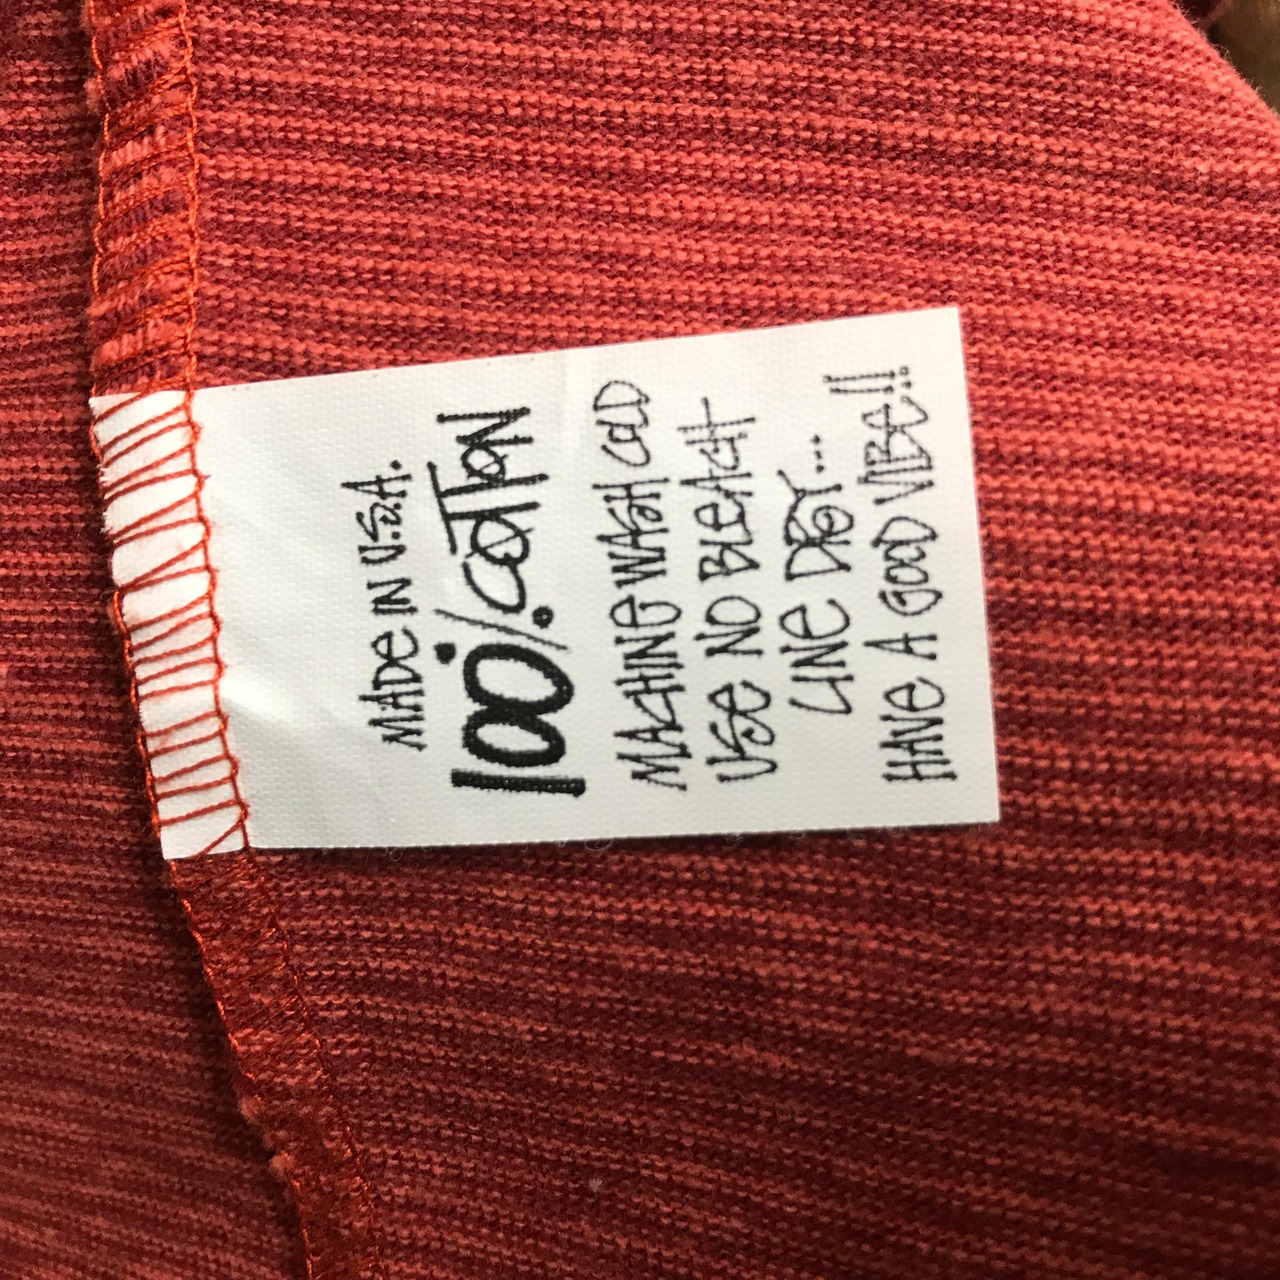 MADE IN U.S.A.
100% COTTON
MACHINE WASH COLD
USE NO BLEACH
LINE DRY...
HAVE A GOOD VIBE!!